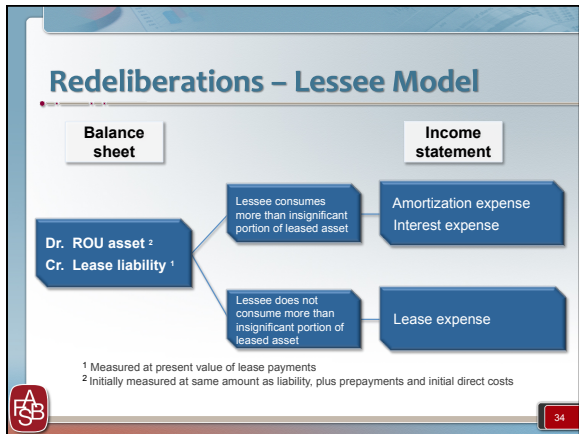 Redeliberations – Lessee Model
Balance
sheet
Income
statement
Dr. ROU asset 2
Cr. Lease liability 1
Lessee consumes
more than insignificant
portion of leased asset
Amortization expense
Interest expense
Lessee does not
consume more than
insignificant portion of
leased asset
Lease expense
1 Measured at present value of lease payments
2 Initially measured at same amount as liability, plus prepayments and initial direct costs
FASB
34